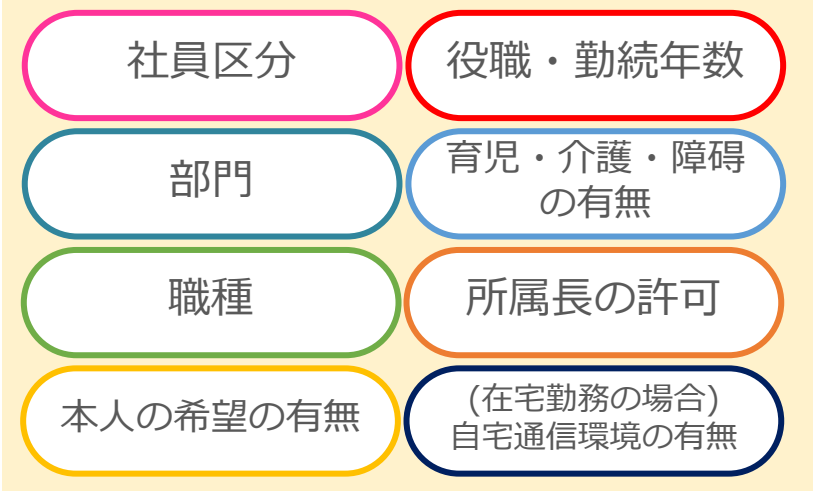 社員区分
役職・勤続年数
部門
育児・介護・障碍
の有無
職種
所属長の許可
本人の希望の有無
(在宅勤務の場合)
自宅通信環境の有無